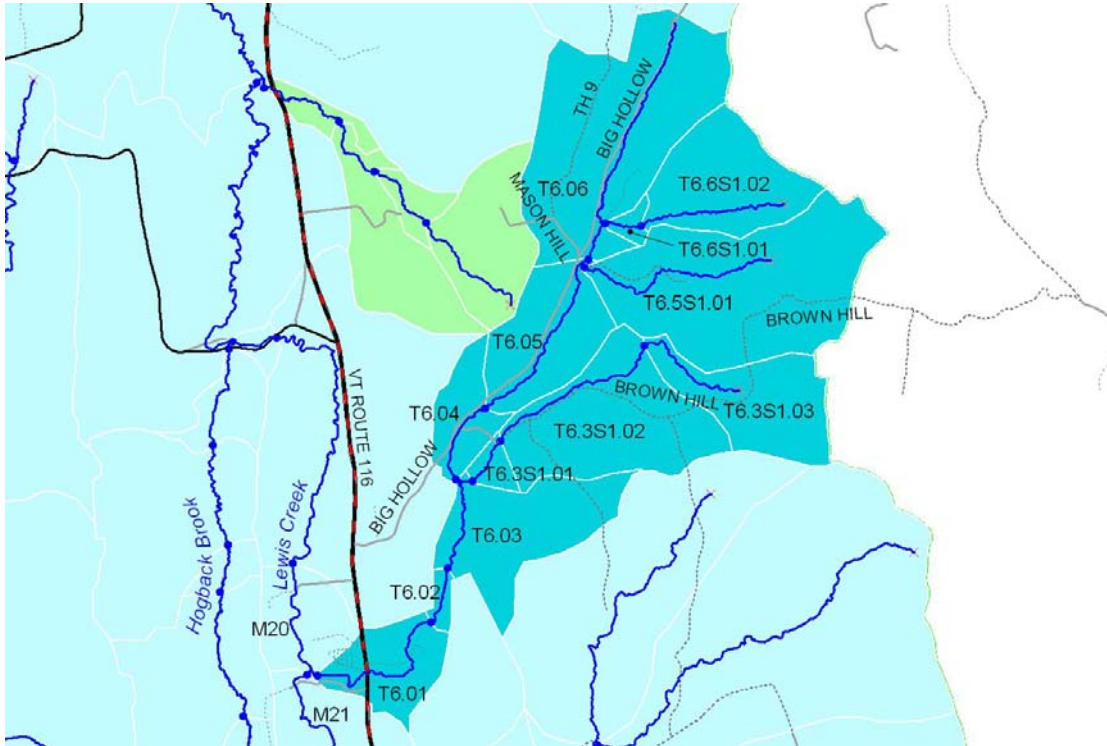 BIG HOLLOW
TH 9
MASON HILL
T6.06
T6.6S1.02
T6.6S1.01
T6.5S1.01
BROWN HILL
T6.05
VT ROUTE 116
BROWN HILL
T6.3S1.03
T6.04
T6.3S1.02
BIG HOLLOW
T6.3S1.01
Hogback Brook
Lewis Creek
T6.03
T6.02
M20
T6.01
M21